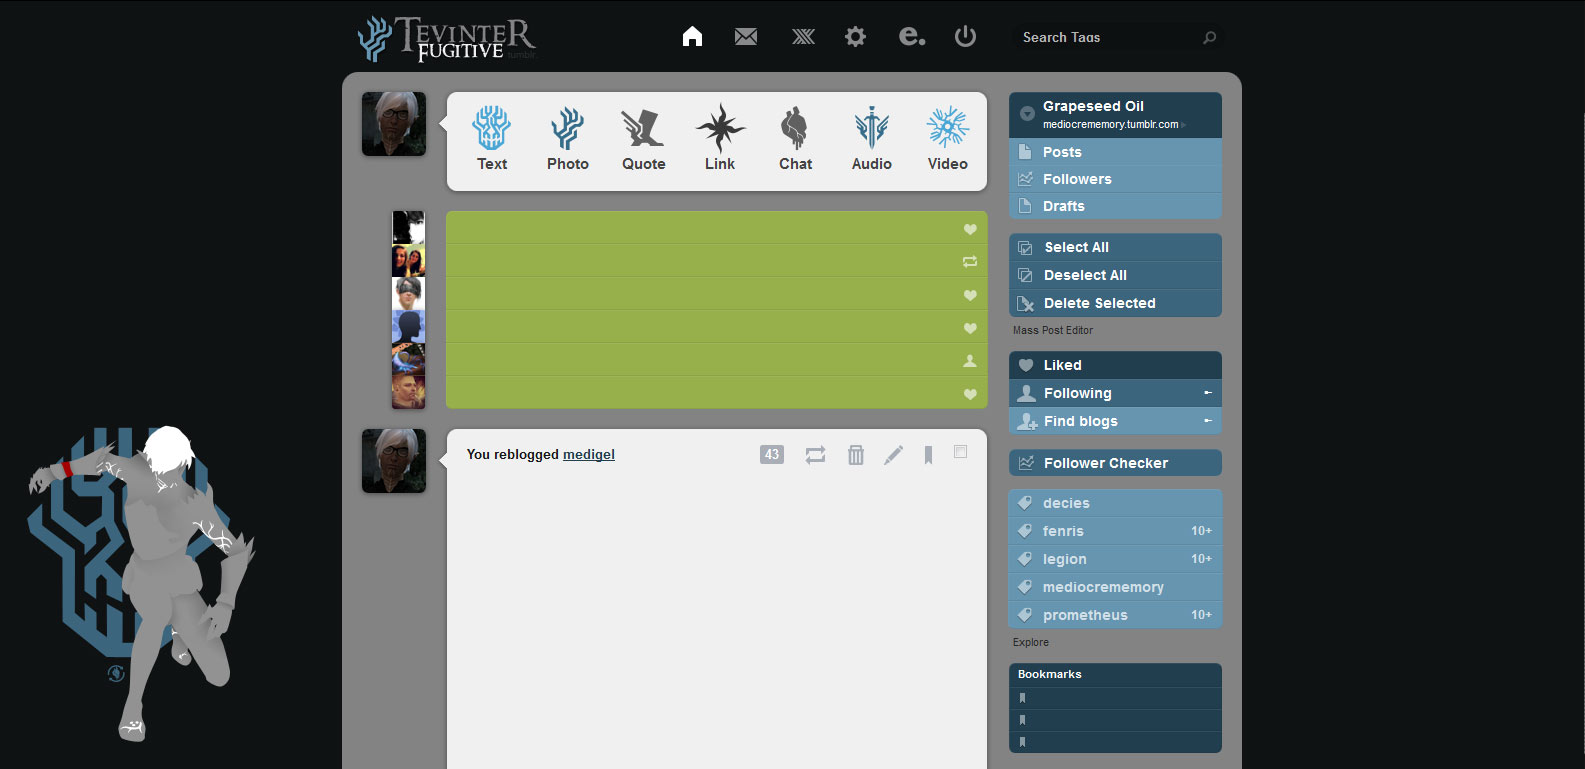 TEVINTER
FUGITIVE
tumblr.
e.
Search Tags
Text
Photo
Quote
Link
Chat
Audio
Video
You reblogged medigel
43
Grapeseed Oil
mediocrememory.tumblr.com
Posts
Followers
Drafts
Select All
Deselect All
Delete Selected
Mass Post Editor
Liked
Following
Find blogs
Follower Checker
decies
fenris 10+
legion 10+
mediocrememory
prometheus 10+
Explore
Bookmarks